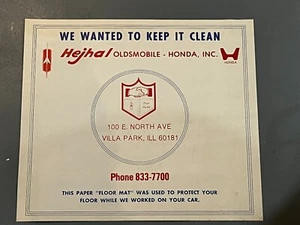 WE WANTED TO KEEP IT CLEAN
Hejhal OLDSMOBILE - HONDA, INC.
HONDA
100 E. NORTH AVE
VILLA PARK, ILL 60181
Phone 833-7700
THIS PAPER "FLOOR MAT" WAS USED TO PROTECT YOUR
FLOOR WHILE WE WORKED ON YOUR CAR.